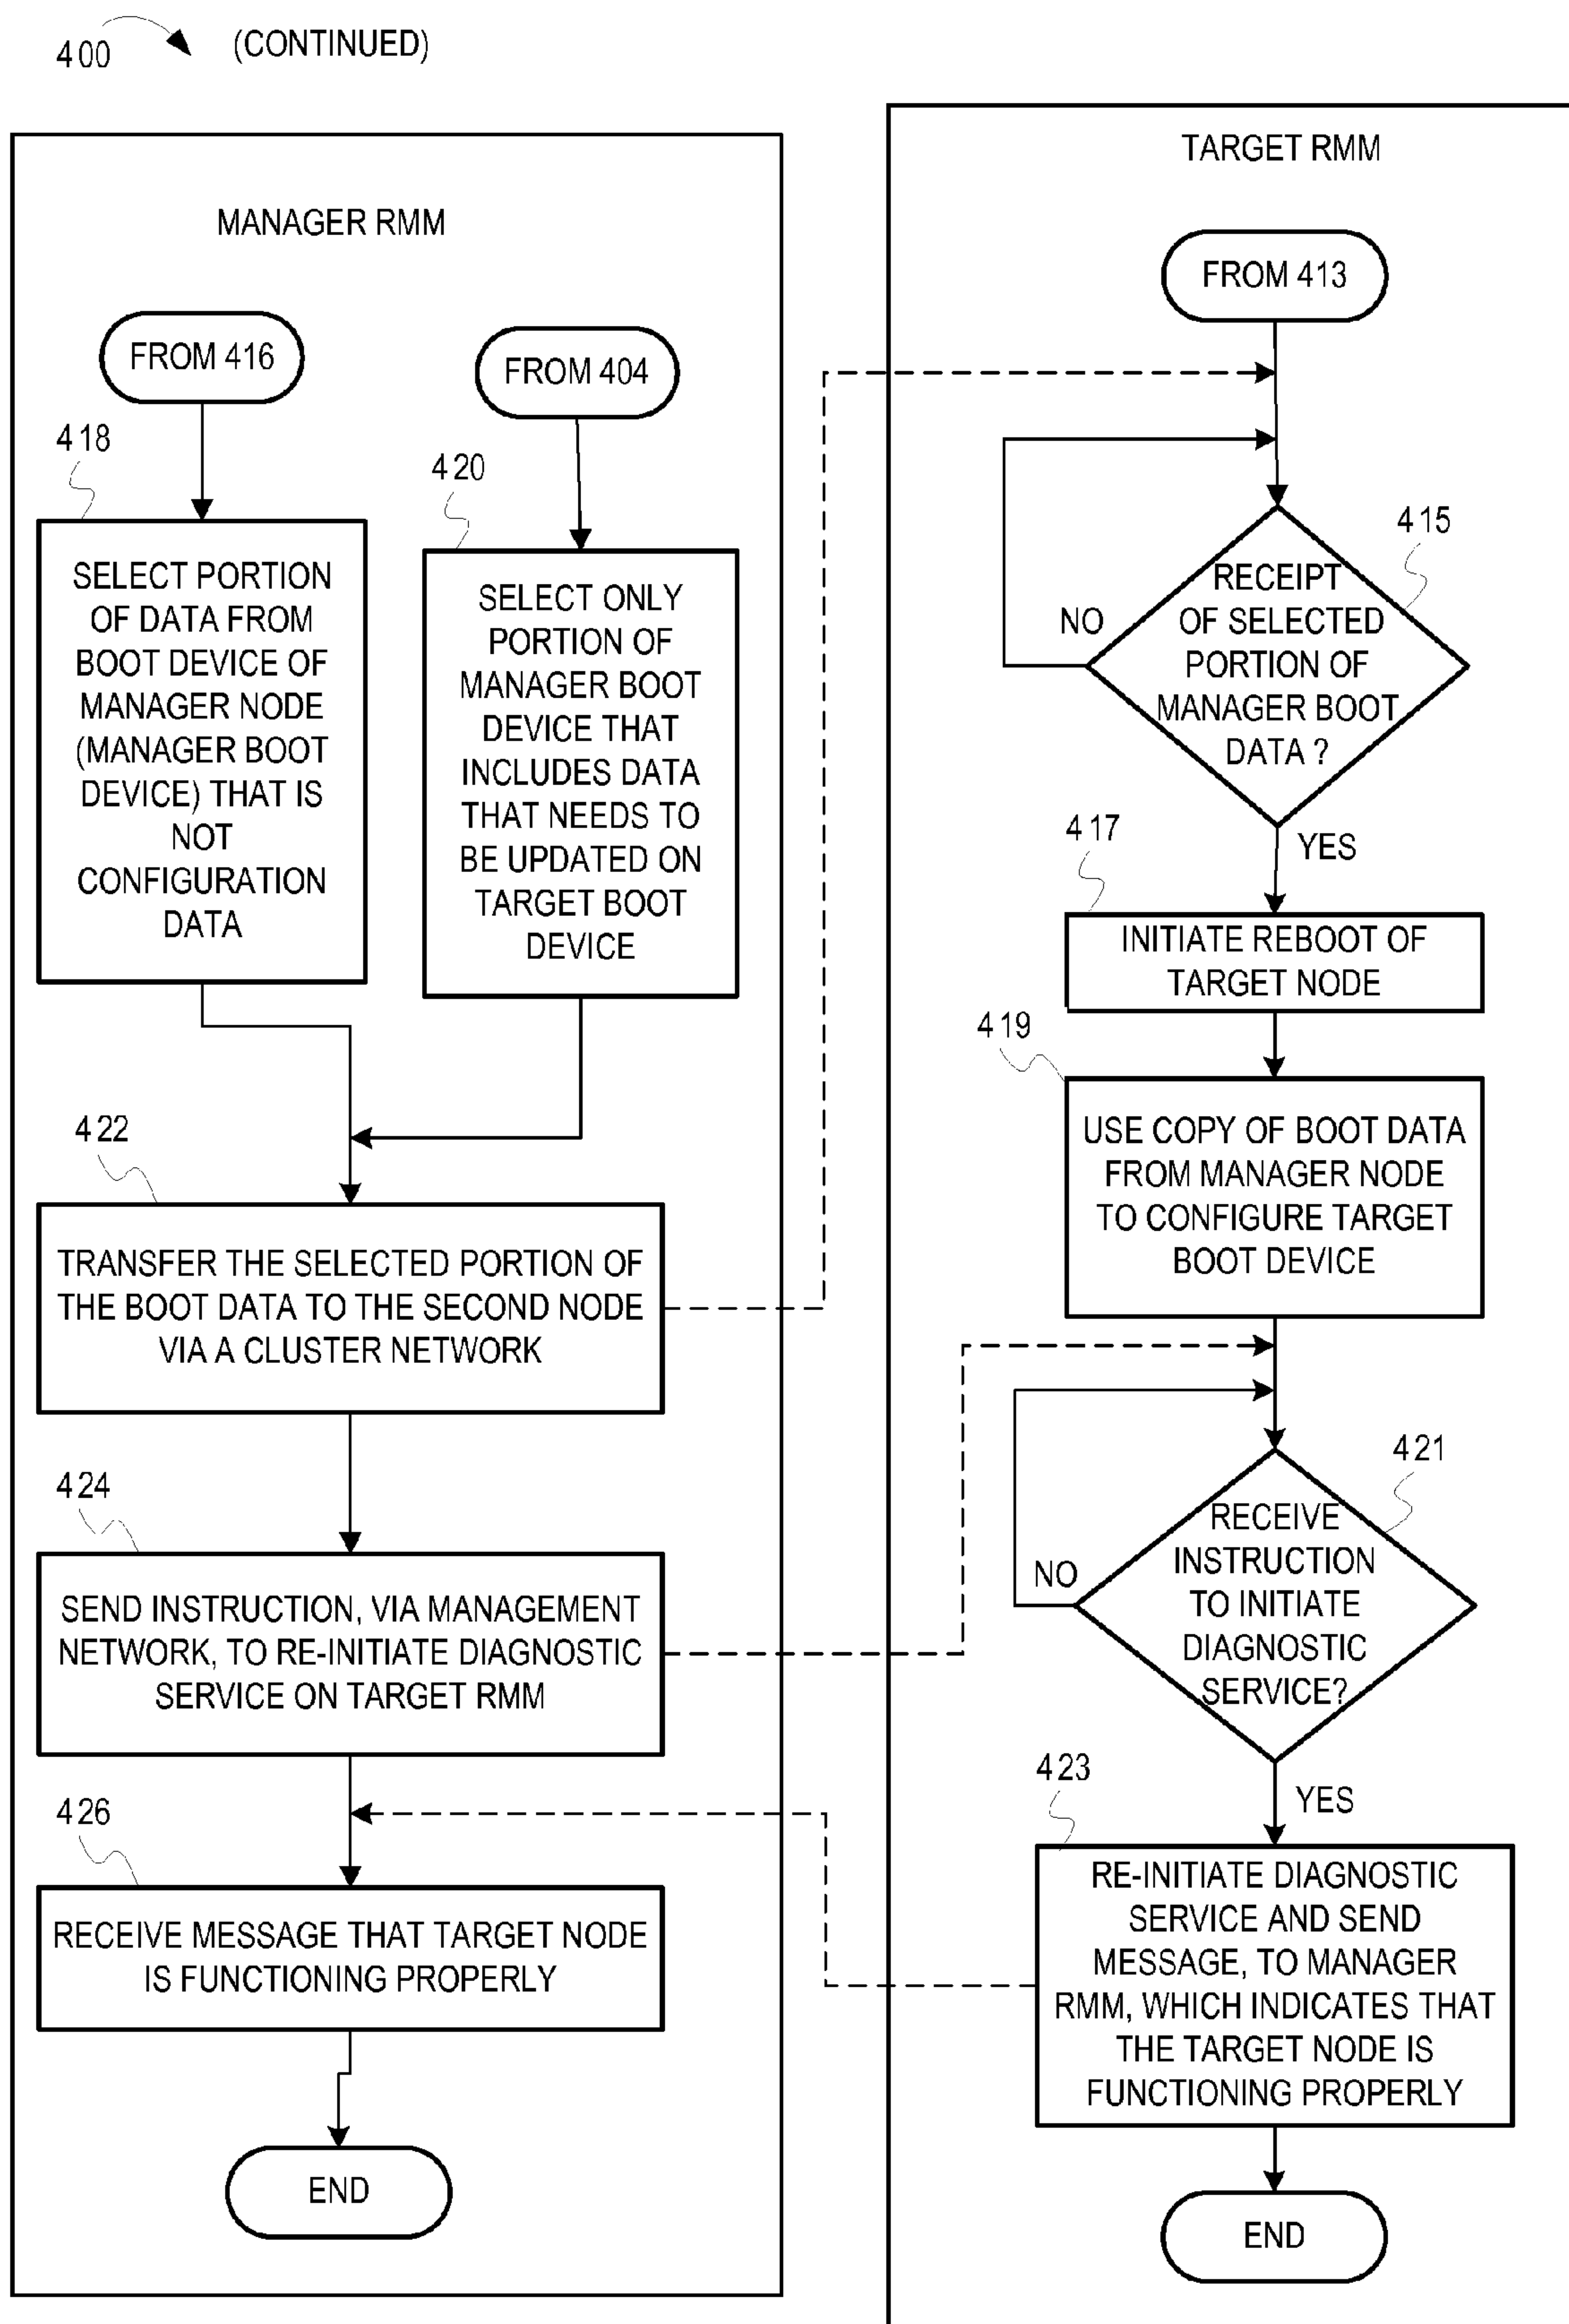 400
(CONTINUED)
MANAGER RMM
FROM 416
FROM 404
418
SELECT PORTION
OF DATA FROM
BOOT DEVICE OF
MANAGER NODE
(MANAGER BOOT
DEVICE) THAT IS
NOT
CONFIGURATION
DATA
420
SELECT ONLY
PORTION OF
MANAGER BOOT
DEVICE THAT
INCLUDES DATA
THAT NEEDS TO
BE UPDATED ON
TARGET BOOT
DEVICE
422
TRANSFER THE SELECTED PORTION OF
THE BOOT DATA TO THE SECOND NODE
VIA A CLUSTER NETWORK
424
SEND INSTRUCTION, VIA MANAGEMENT
NETWORK, TO RE-INITIATE DIAGNOSTIC
SERVICE ON TARGET RMM
426
RECEIVE MESSAGE THAT TARGET NODE
IS FUNCTIONING PROPERLY
END
TARGET RMM
FROM 413
415
RECEIPT
OF SELECTED
PORTION OF
MANAGER BOOT
DATA ?
NO
YES
417
INITIATE REBOOT OF
TARGET NODE
419
USE COPY OF BOOT DATA
FROM MANAGER NODE
TO CONFIGURE TARGET
BOOT DEVICE
421
RECEIVE
INSTRUCTION
TO INITIATE
DIAGNOSTIC
SERVICE?
NO
YES
423
RE-INITIATE DIAGNOSTIC
SERVICE AND SEND
MESSAGE, TO MANAGER
RMM, WHICH INDICATES THAT
THE TARGET NODE IS
FUNCTIONING PROPERLY
END